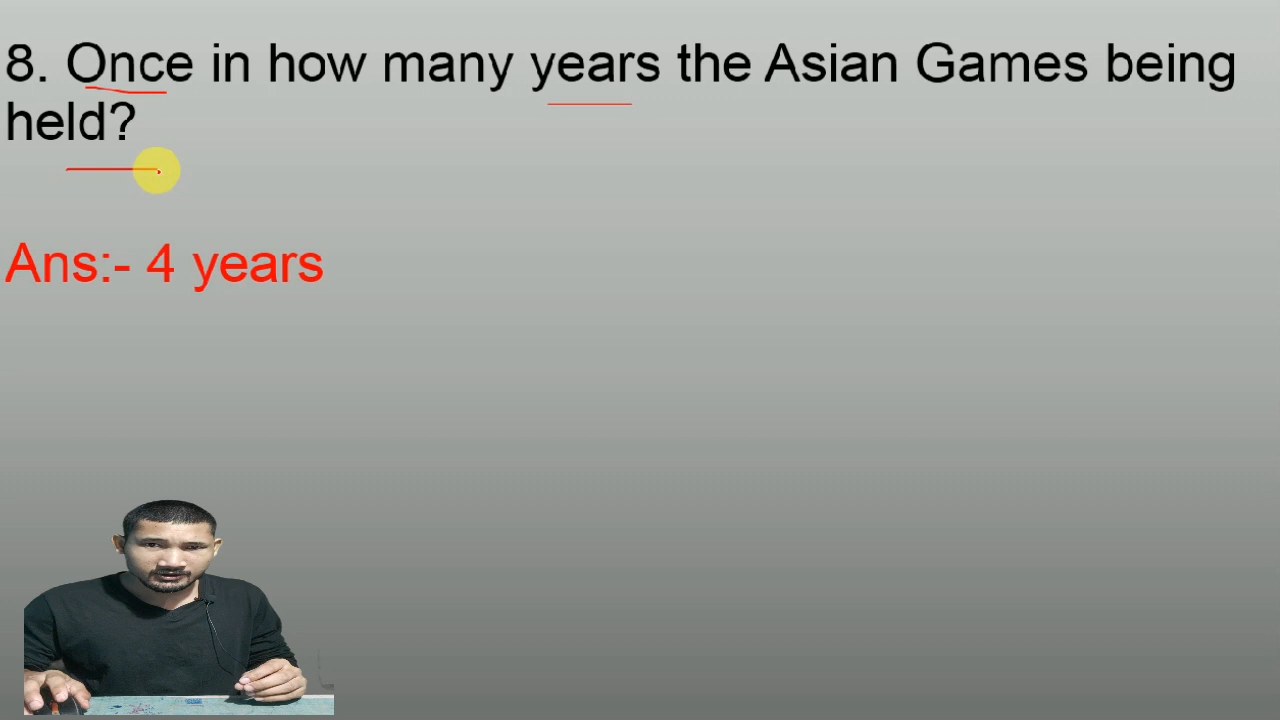 8. Once in how many years the Asian Games being
held?
Ans:- 4 years